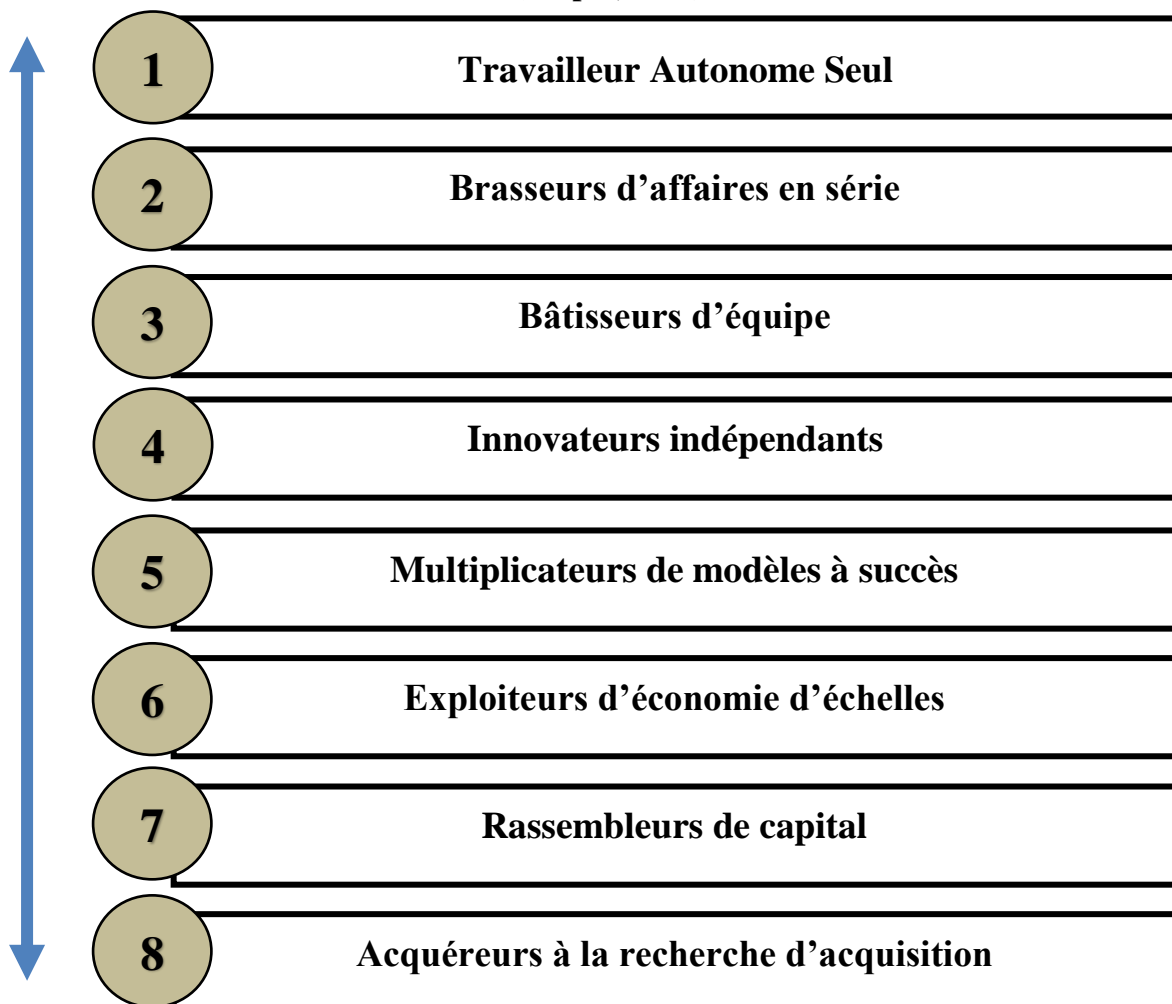 1
Travailleur Autonome Seul
2
Brasseurs d’affaires en série
3
Bâtisseurs d’équipe
4
Innovateurs indépendants
5
Multiplicateurs de modèles à succès
6
Exploiteurs d’économie d’échelles
7
Rassembleurs de capital
8
Acquéreurs à la recherche d’acquisition